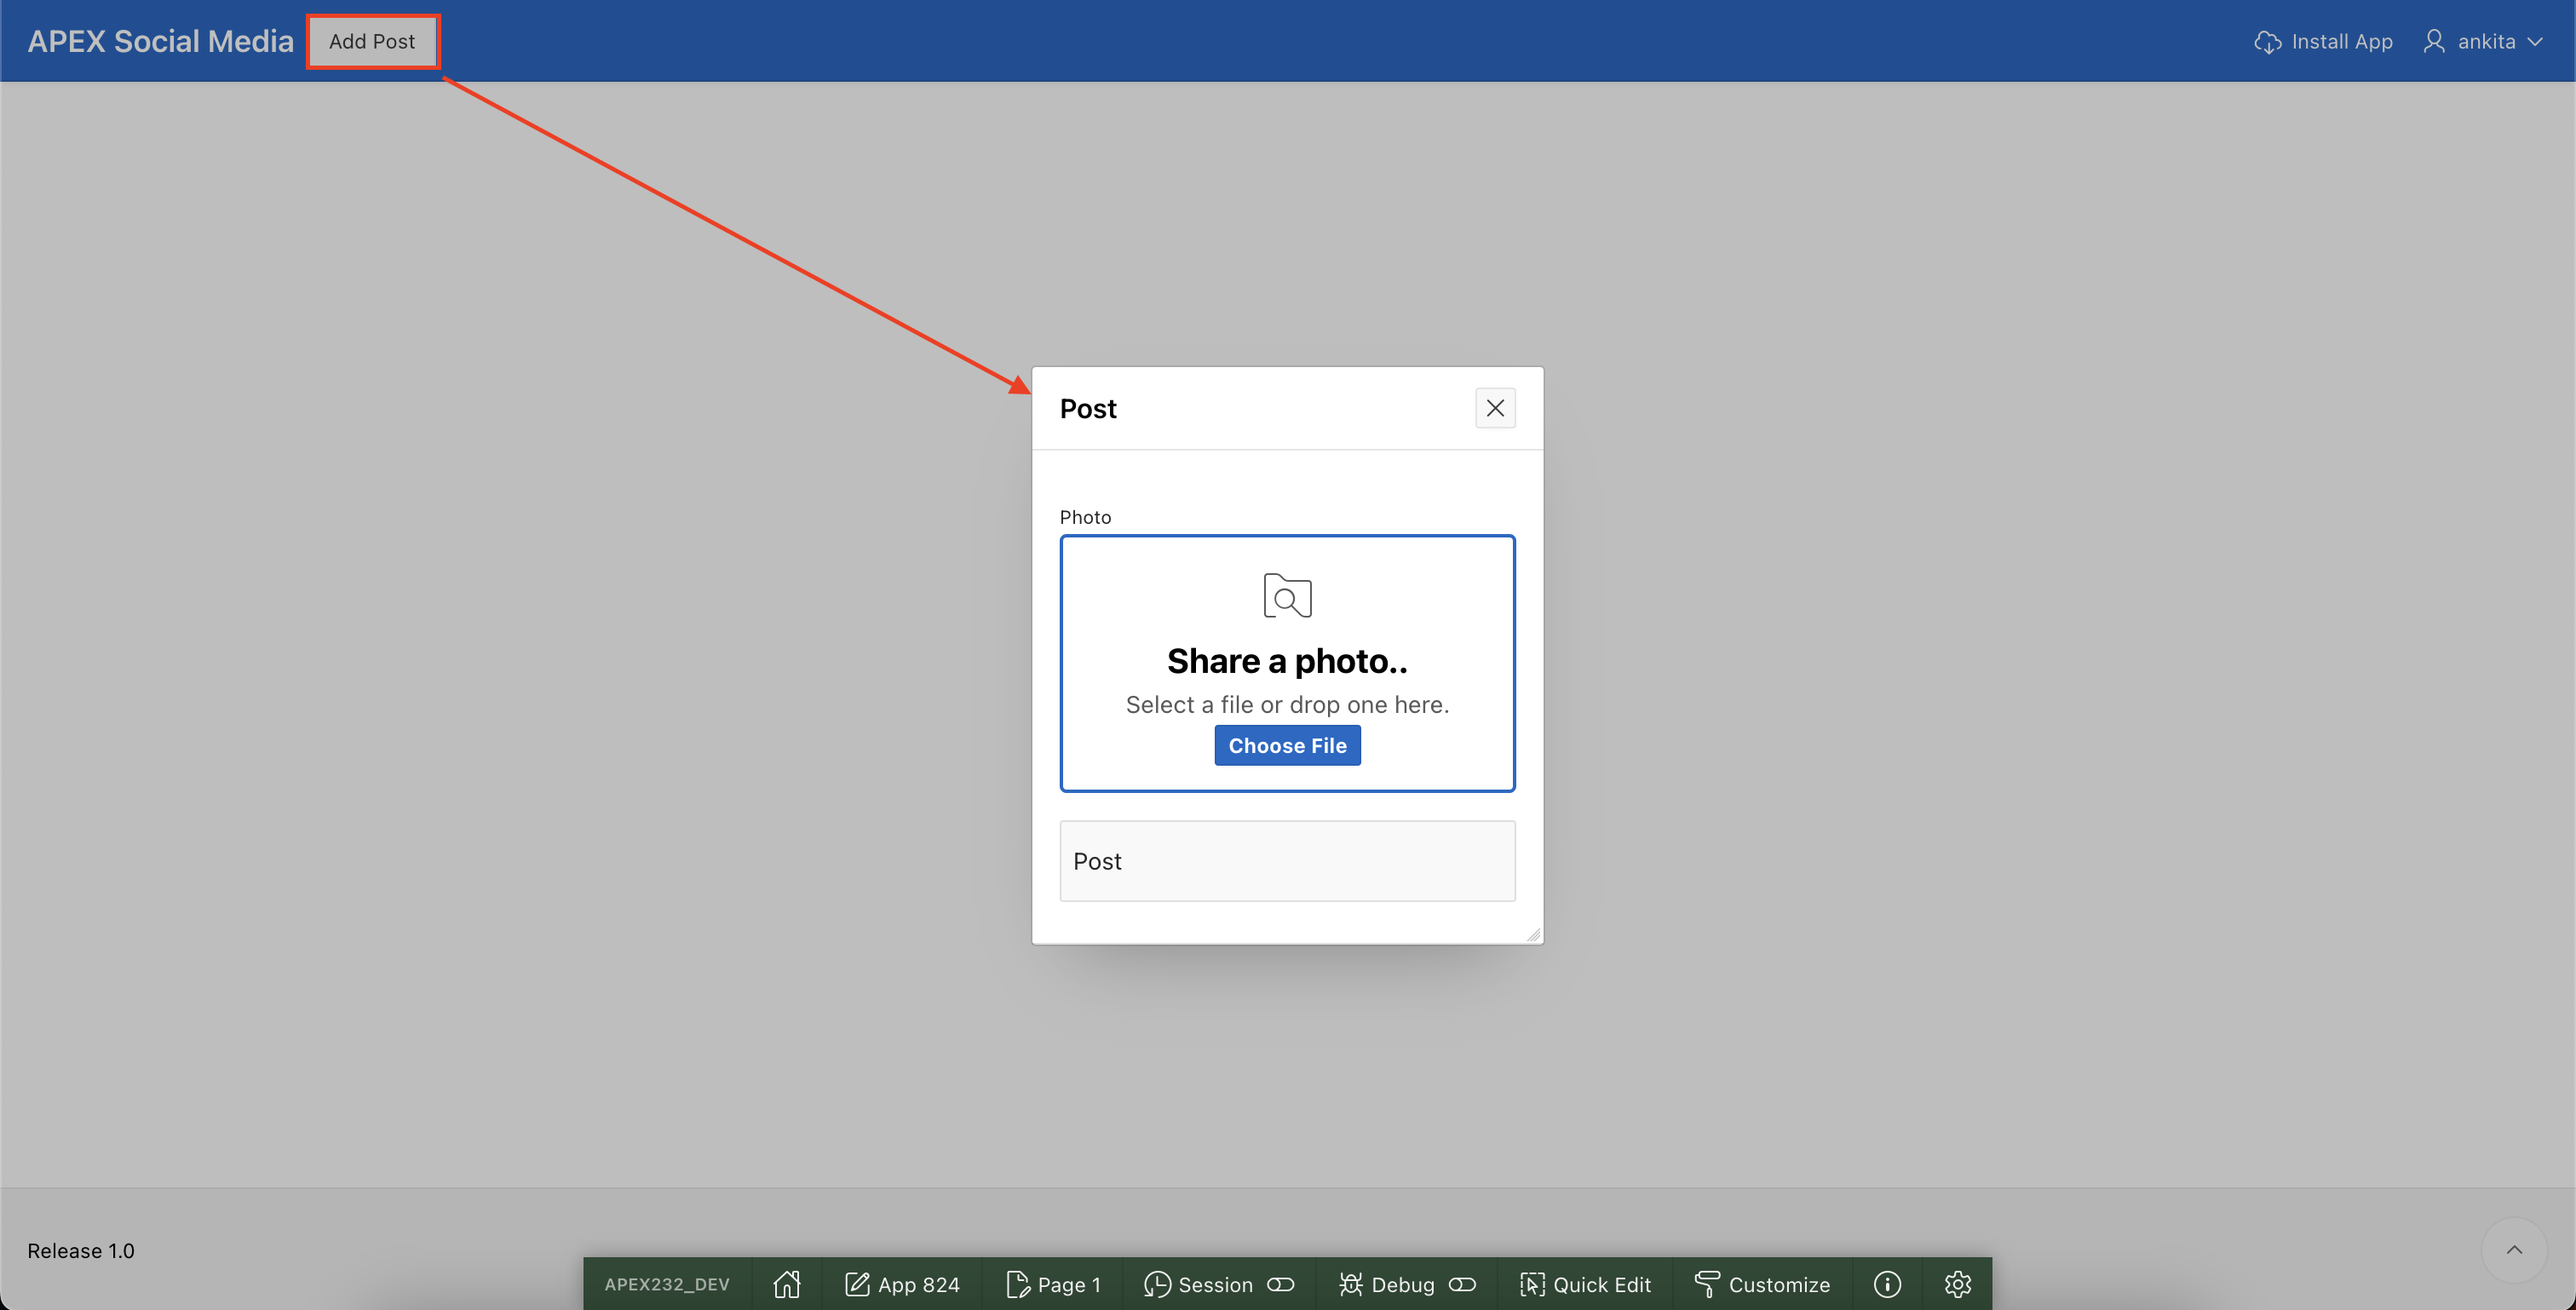 APEX Social Media Add Post Install App ankita
Post
Photo
Share a photo..
Select a file or drop one here.
Choose File
Post
Release 1.0
APEX232_DEV App 824 Page 1 Session Debug Quick Edit Customize